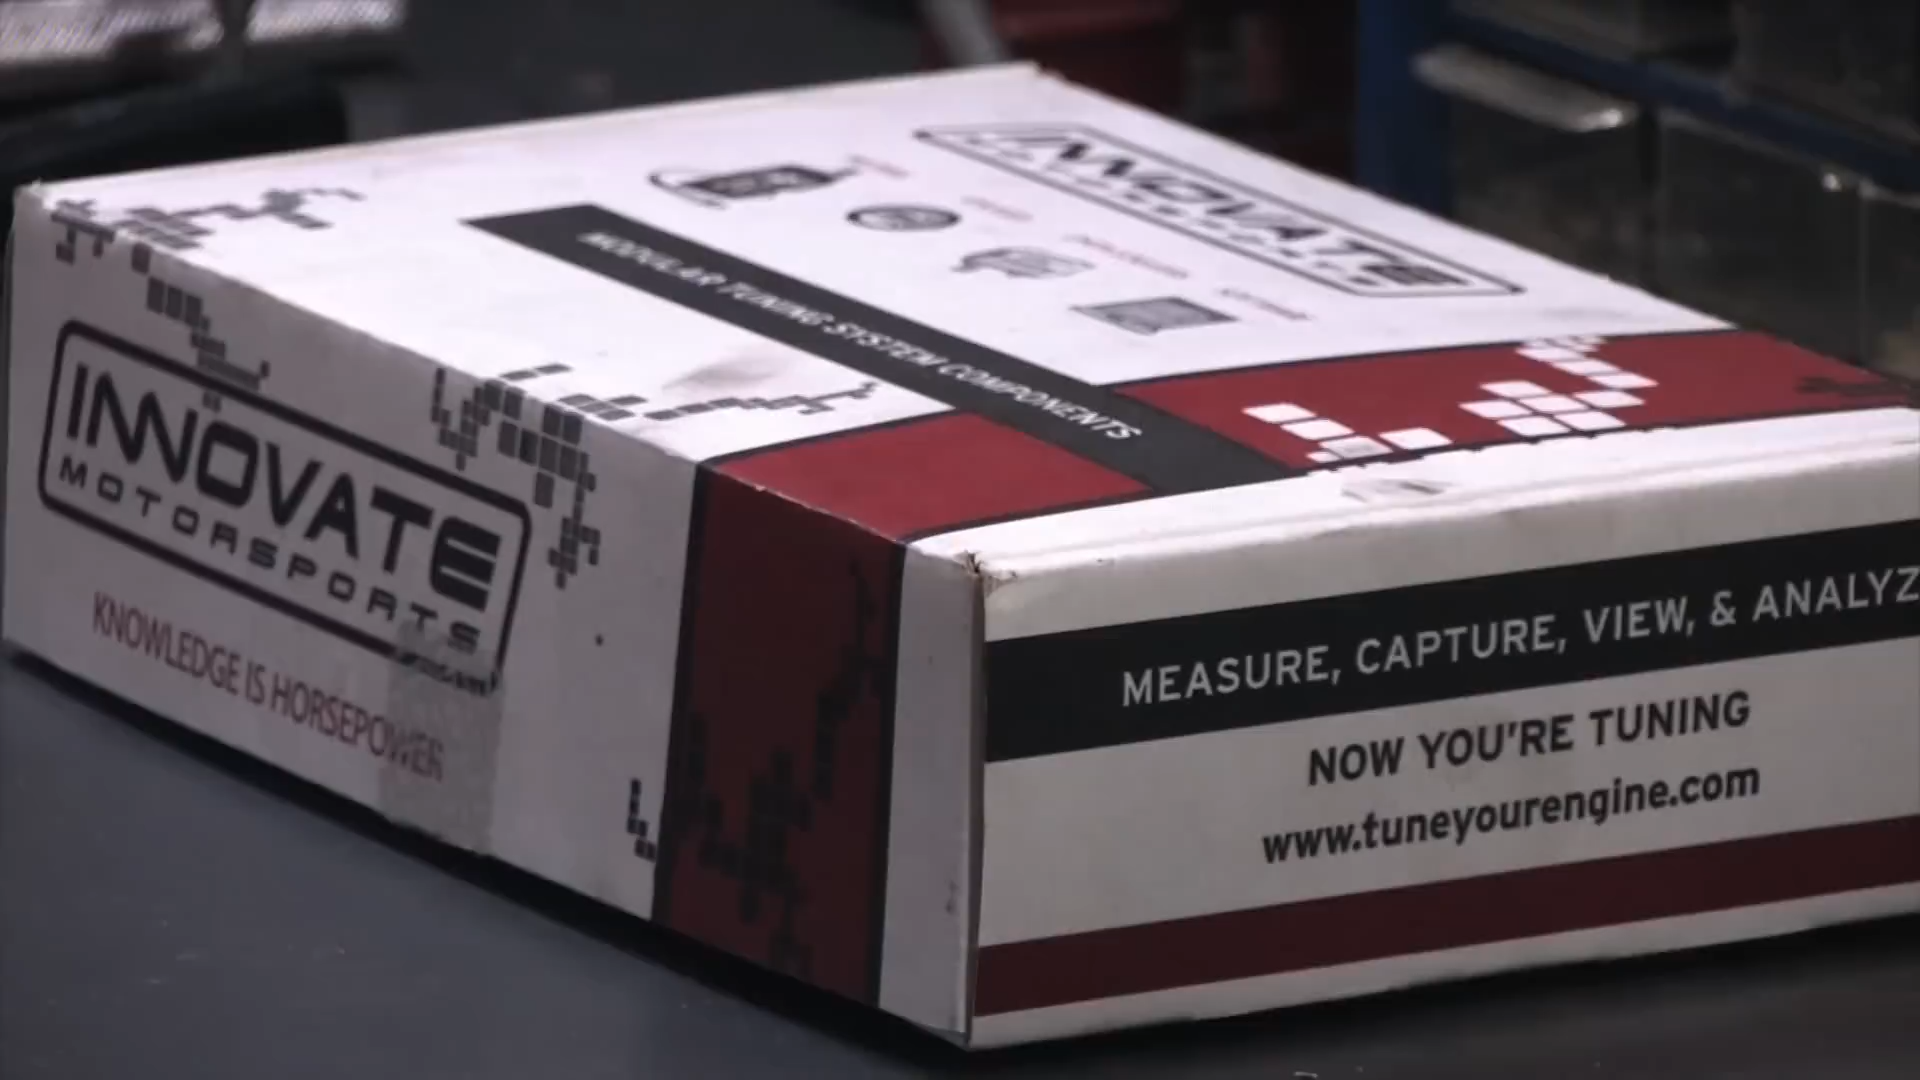 INNOVATE
MODULAR TUNING SYSTEM COMPONENTS
INNOVATE
MOTORSPORTS
KNOWLEDGE IS HORSEPOWER
MEASURE, CAPTURE, VIEW, & ANALYZ
NOW YOU'RE TUNING
www.tuneyourengine.com